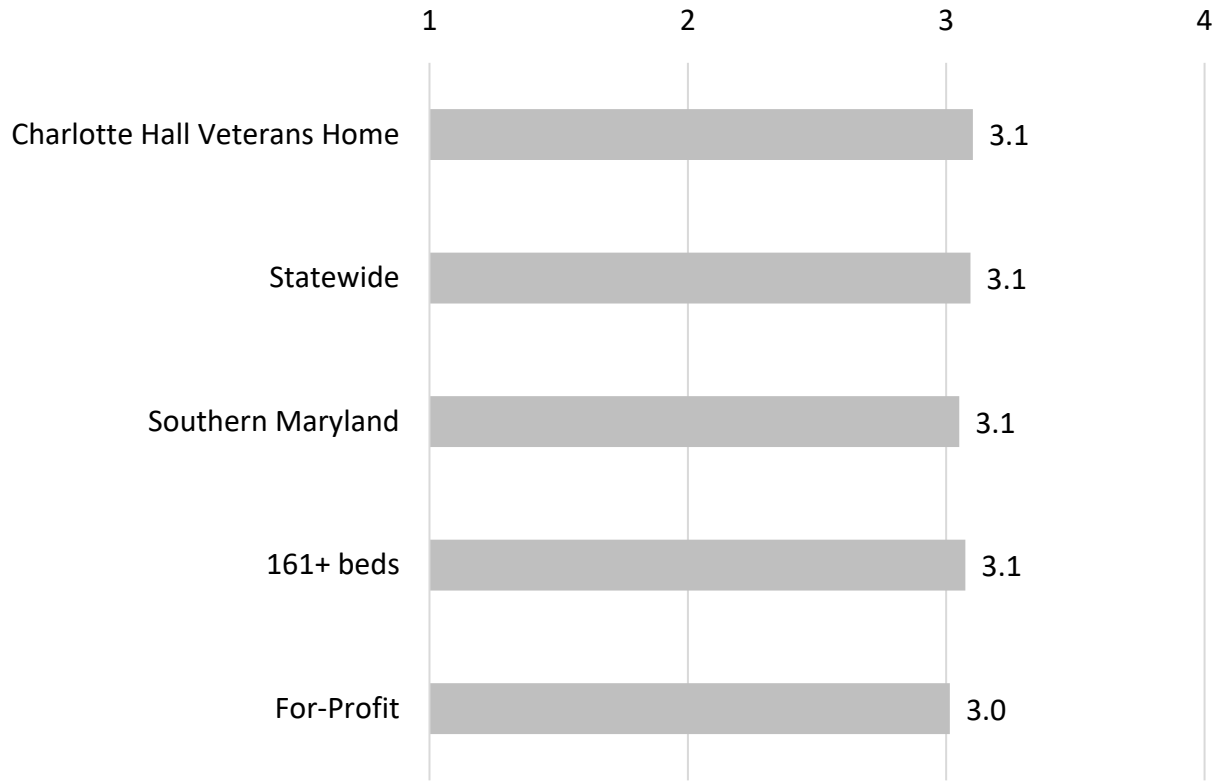 1 2 3 4
Charlotte Hall Veterans Home 3.1
Statewide 3.1
Southern Maryland 3.1
161+ beds 3.1
For-Profit 3.0